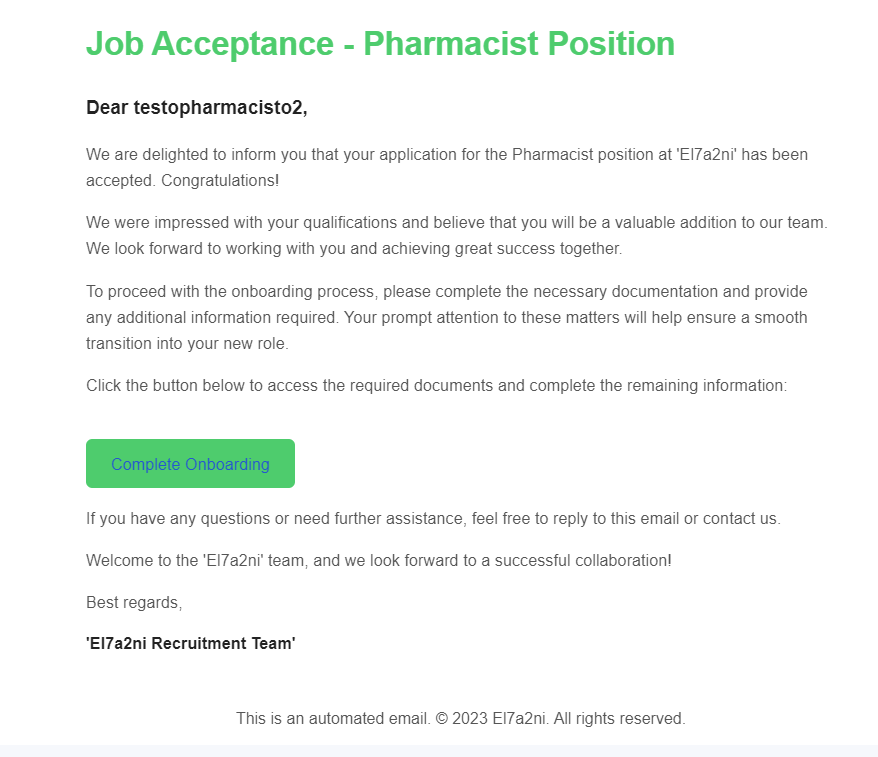 Job Acceptance - Pharmacist Position
Dear testopharmacisto2,
We are delighted to inform you that your application for the Pharmacist position at 'El7a2ni' has been
accepted. Congratulations!
We were impressed with your qualifications and believe that you will be a valuable addition to our team.
We look forward to working with you and achieving great success together.
To proceed with the onboarding process, please complete the necessary documentation and provide
any additional information required. Your prompt attention to these matters will help ensure a smooth
transition into your new role.
Click the button below to access the required documents and complete the remaining information:
Complete Onboarding
If you have any questions or need further assistance, feel free to reply to this email or contact us.
Welcome to the 'El7a2ni' team, and we look forward to a successful collaboration!
Best regards,
'El7a2ni Recruitment Team'
This is an automated email. © 2023 El7a2ni. All rights reserved.